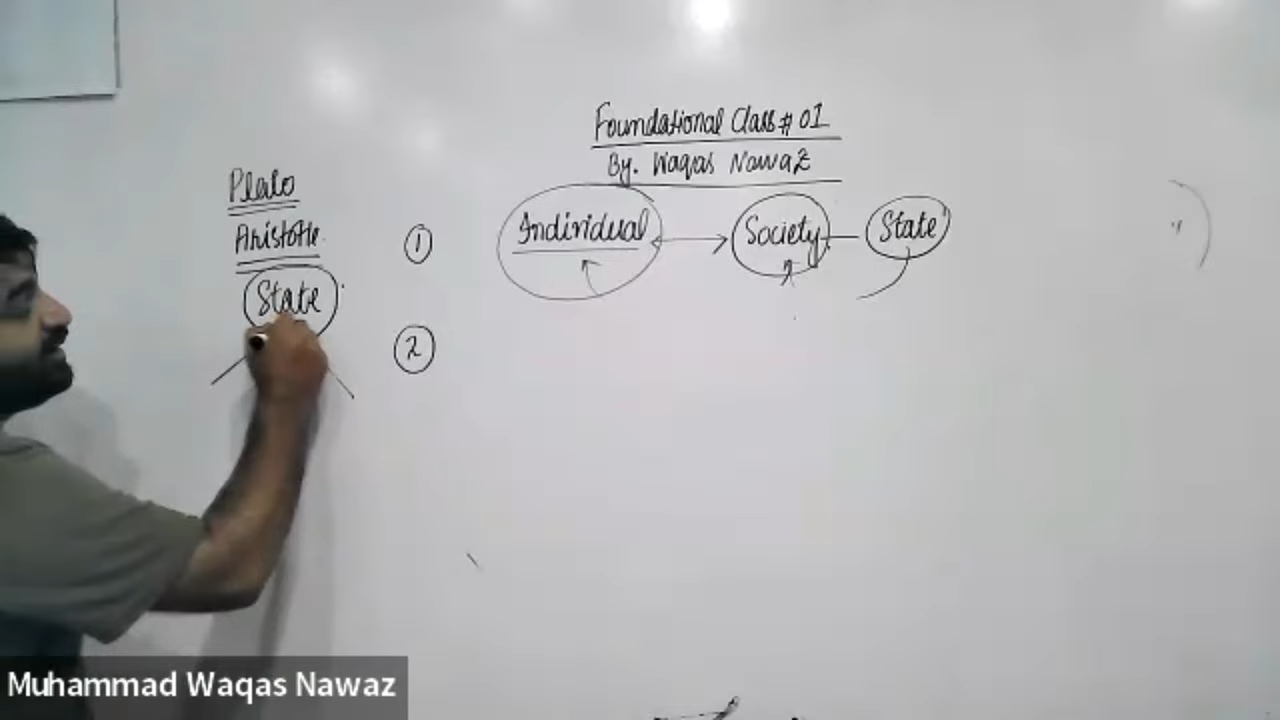 Foundational Class # 01
By. Waqas Nawaz
Plato
Aristotle.
State
1
Individual
Society
State
2
Muhammad Waqas Nawaz